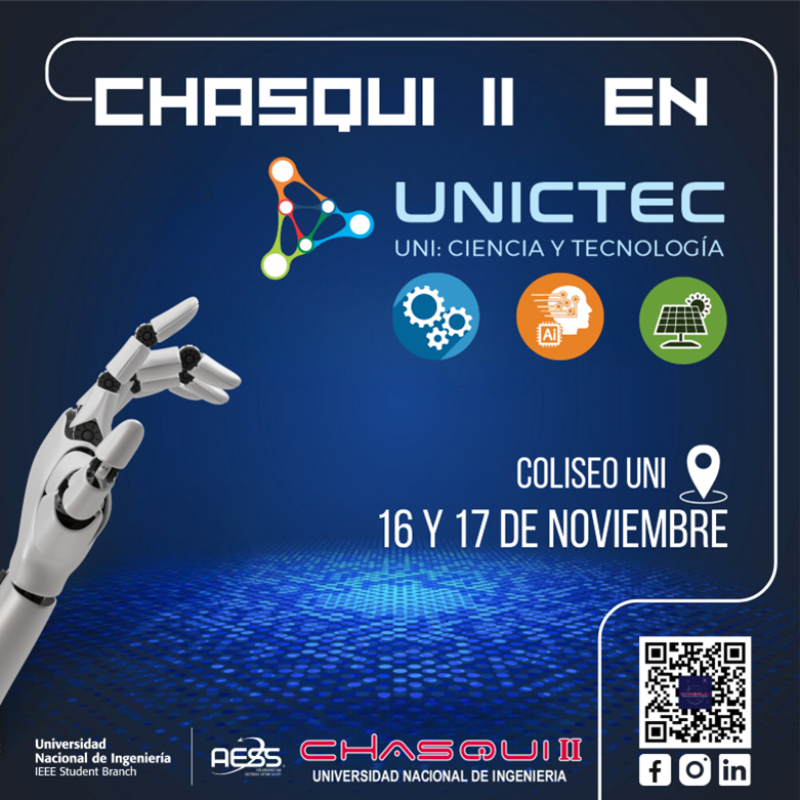 CHASQUI II EN
UNICTEC
UNI: CIENCIA Y TECNOLOGÍA
Ai
COLISEO UNI
16 Y 17 DE NOVIEMBRE
Universidad
Nacional de Ingeniería
IEEE Student Branch
AESS
CHASQUI II
UNIVERSIDAD NACIONAL DE INGENIERIA
f
in